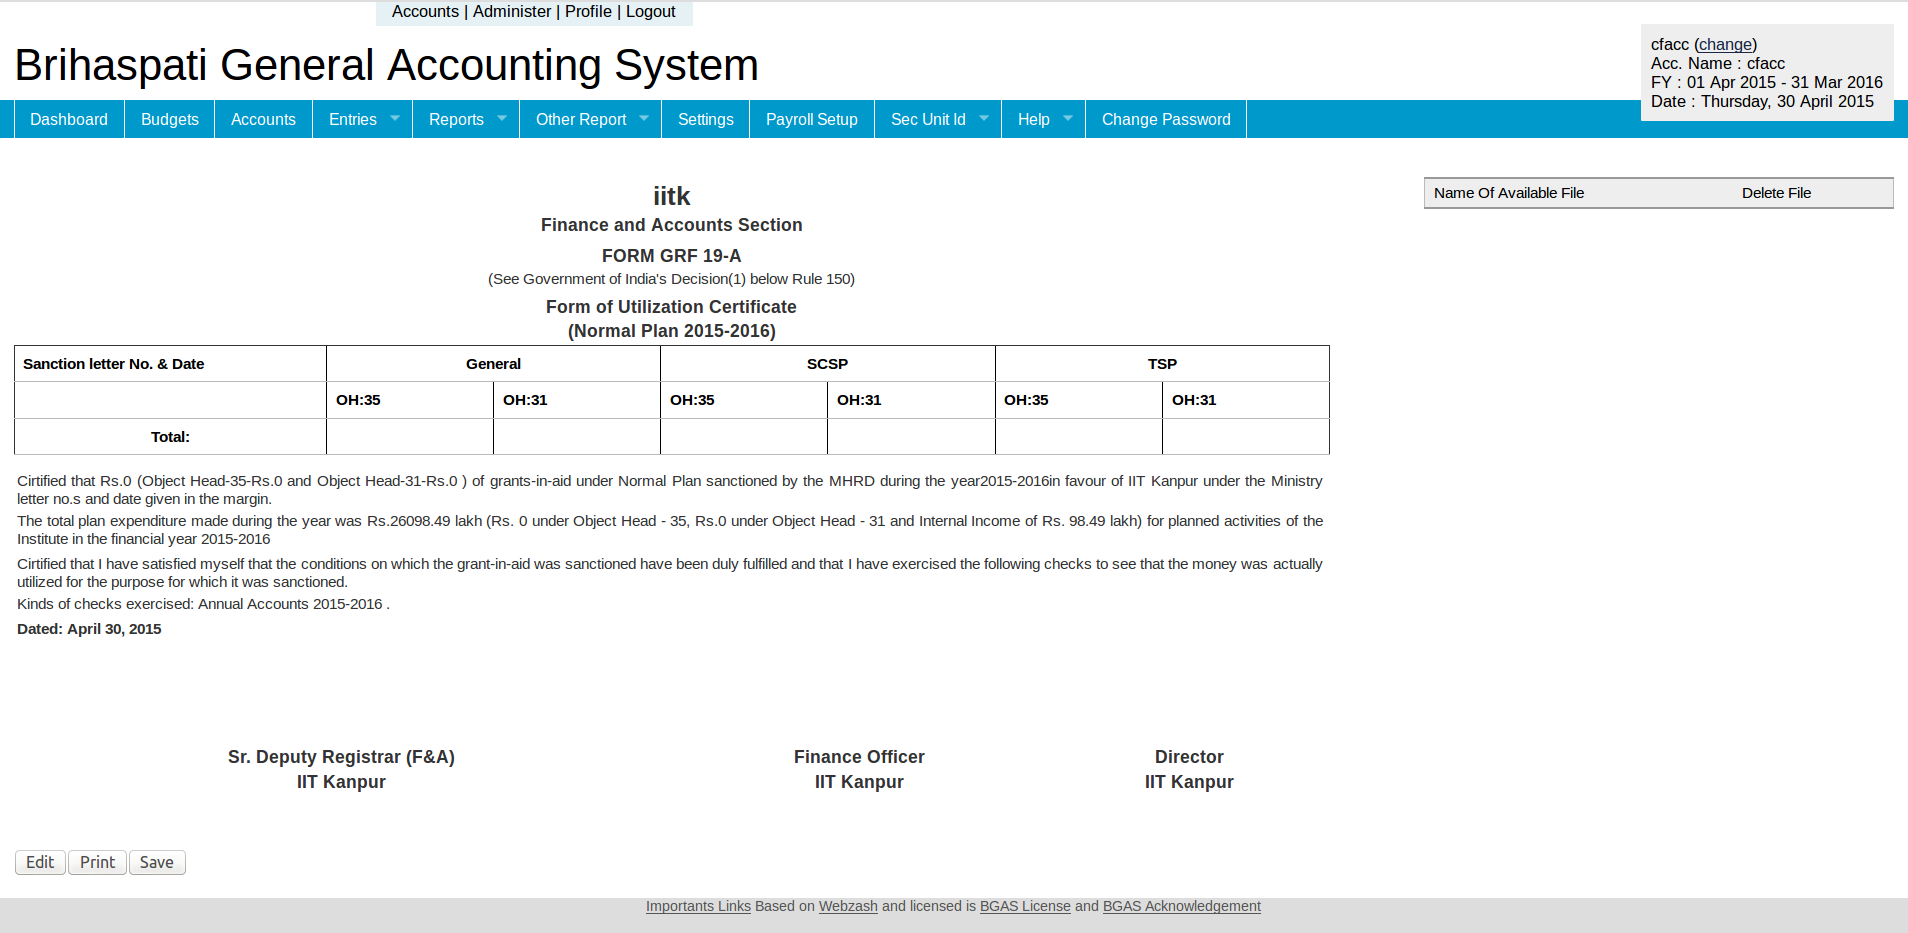 Accounts | Administer | Profile | Logout
Brihaspati General Accounting System
cfacc (change)
Acc. Name : cfacc
FY : 01 Apr 2015 - 31 Mar 2016
Date : Thursday, 30 April 2015
Dashboard Budgets Accounts Entries Reports Other Report Settings Payroll Setup Sec Unit Id Help Change Password
iitk
Finance and Accounts Section
FORM GRF 19-A
(See Government of India's Decision(1) below Rule 150)
Form of Utilization Certificate
(Normal Plan 2015-2016)
Name Of Available File Delete File
Sanction letter No. & Date General SCSP TSP
OH:35 OH:31 OH:35 OH:31 OH:35 OH:31
Total:
Cirtified that Rs.0 (Object Head-35-Rs.0 and Object Head-31-Rs.0 ) of grants-in-aid under Normal Plan sanctioned by the MHRD during the year2015-2016in favour of IIT Kanpur under the Ministry
letter no.s and date given in the margin.
The total plan expenditure made during the year was Rs.26098.49 lakh (Rs. 0 under Object Head - 35, Rs.0 under Object Head - 31 and Internal Income of Rs. 98.49 lakh) for planned activities of the
Institute in the financial year 2015-2016
Cirtified that I have satisfied myself that the conditions on which the grant-in-aid was sanctioned have been duly fulfilled and that I have exercised the following checks to see that the money was actually
utilized for the purpose for which it was sanctioned.
Kinds of checks exercised: Annual Accounts 2015-2016 .
Dated: April 30, 2015
Sr. Deputy Registrar (F&A) Finance Officer Director
IIT Kanpur IIT Kanpur IIT Kanpur
Edit Print Save
Importants Links Based on Webzash and licensed is BGAS License and BGAS Acknowledgement